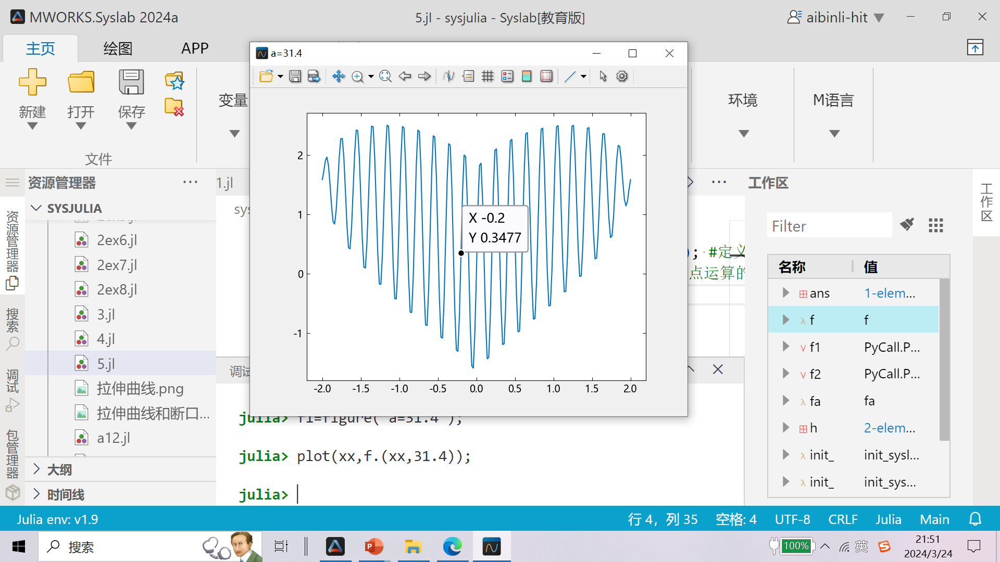 MWORKS.Syslab 2024a
5.jl - sysjulia - Syslab[教育版]
aibinli-hit
主页
绘图
APP
新建
打开
保存
文件
变量
环境
M语言
a=31.4
2
1
0
-1
-2.0
-1.5
-1.0
-0.5
0.0
0.5
1.0
1.5
2.0
X -0.2
Y 0.3477
资源管理器
搜索
调试
包管理器
资源管理器
SYSJULIA
2ex6.jl
2ex7.jl
2ex8.jl
3.jl
4.jl
5.jl
拉伸曲线.png
拉伸曲线和断口...
a12.jl
大纲
时间线
1.jl
sys
); #定义
点运算的
调试
julia> f1=figure("a=31.4");
julia> plot(xx,f.(xx,31.4));
julia>
工作区
工作区
Filter
名称 值
ans 1-elem...
f f
f1 PyCall.P...
f2 PyCall.P...
fa fa
h 2-elem...
init_ init_sysl...
init_ init_sys...
Julia env: v1.9
行 4, 列 35
空格: 4
UTF-8
CRLF
Julia
Main
搜索
100%
英
21:51
2024/3/24